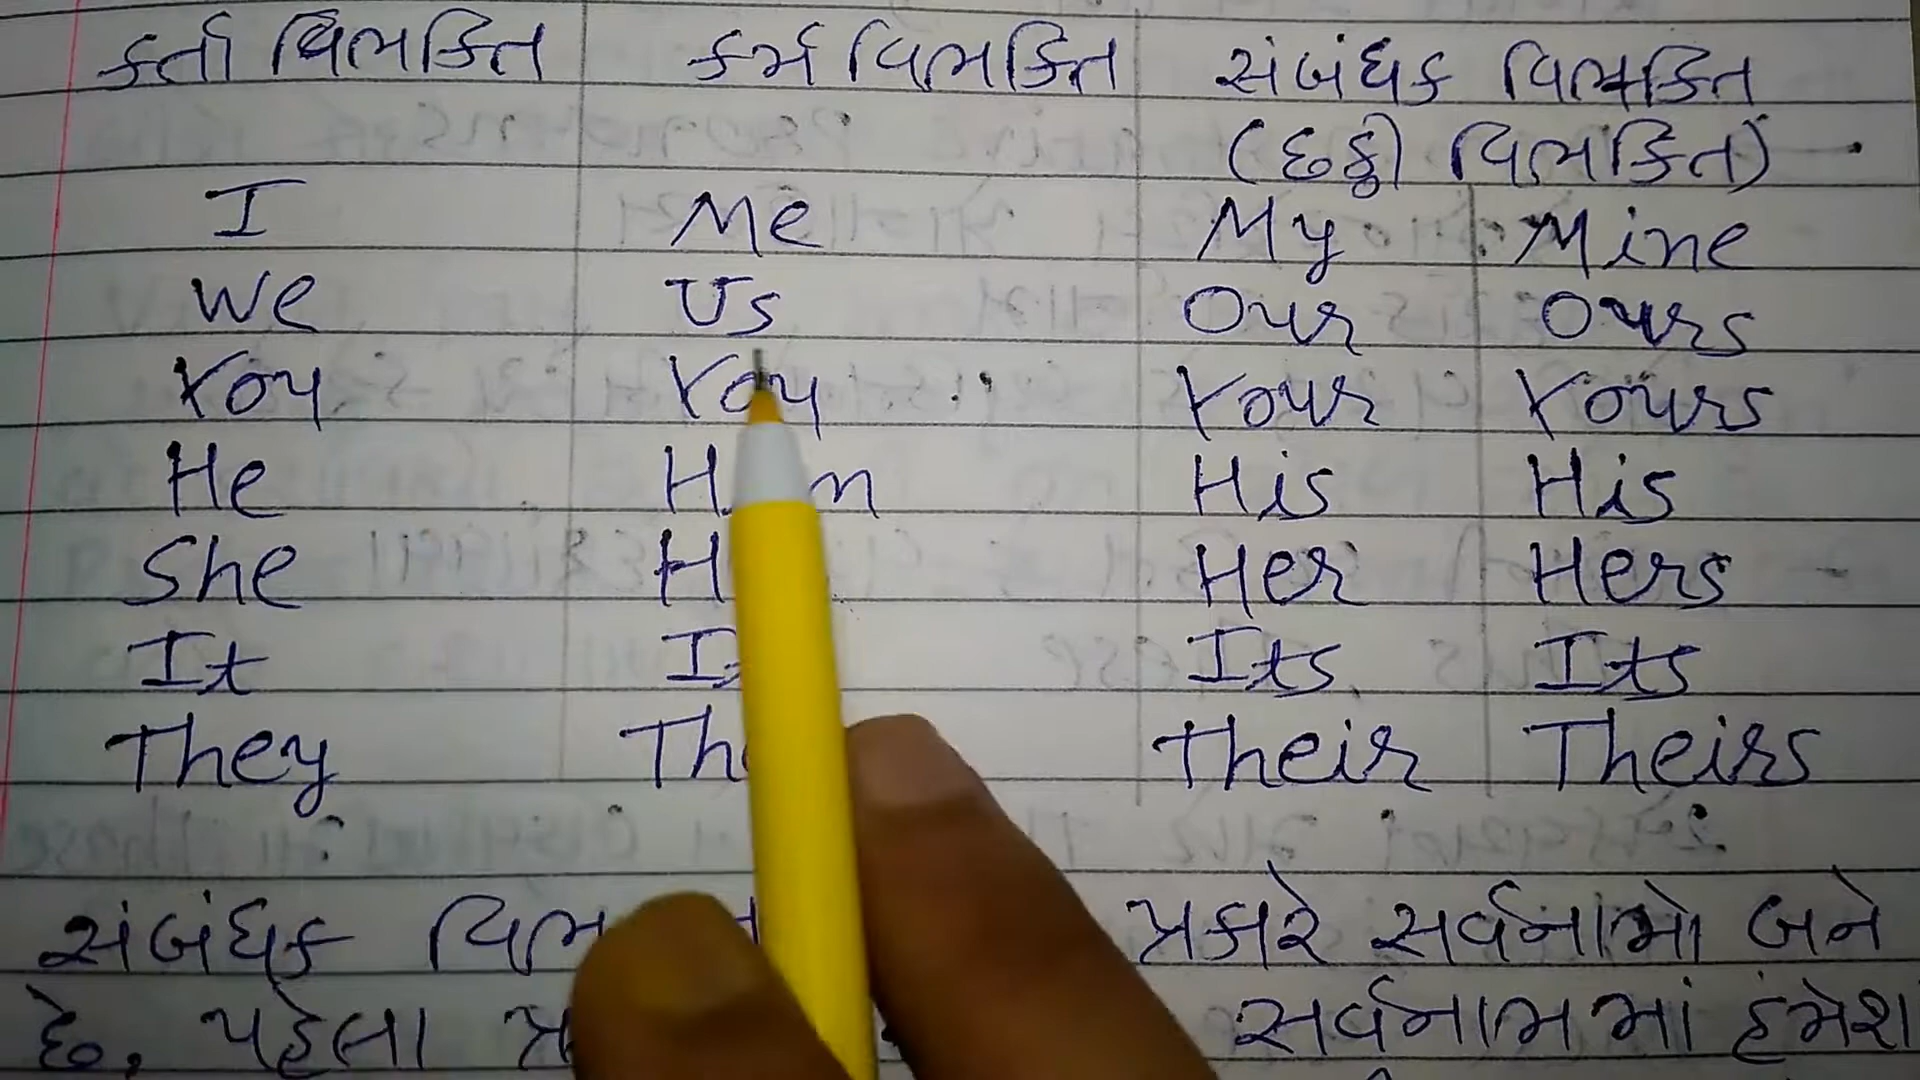 કર્તા વિભકિત કર્મ વિભકિત સંબંધક વિભકિત
(છઠ્ઠી વિભકિત)
I Me My Mine
We Us Our Ours
You You Your Yours
He His His
She Her Hers
It Its Its
They Their Theirs
સંબંધક પ્રકારે સર્વનામો બને
છે, પહેલા સર્વનામમાં હંમેશા